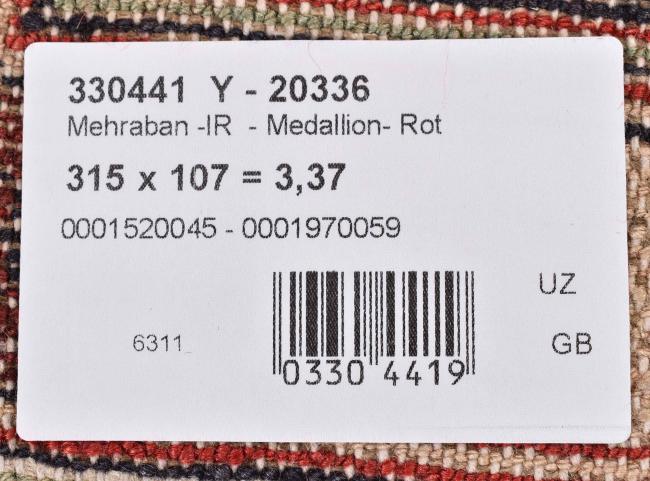 330441 Y - 20336
Mehraban -IR - Medallion- Rot
315 x 107 = 3,37
0001520045 - 0001970059
UZ
6311
GB
0330 4419